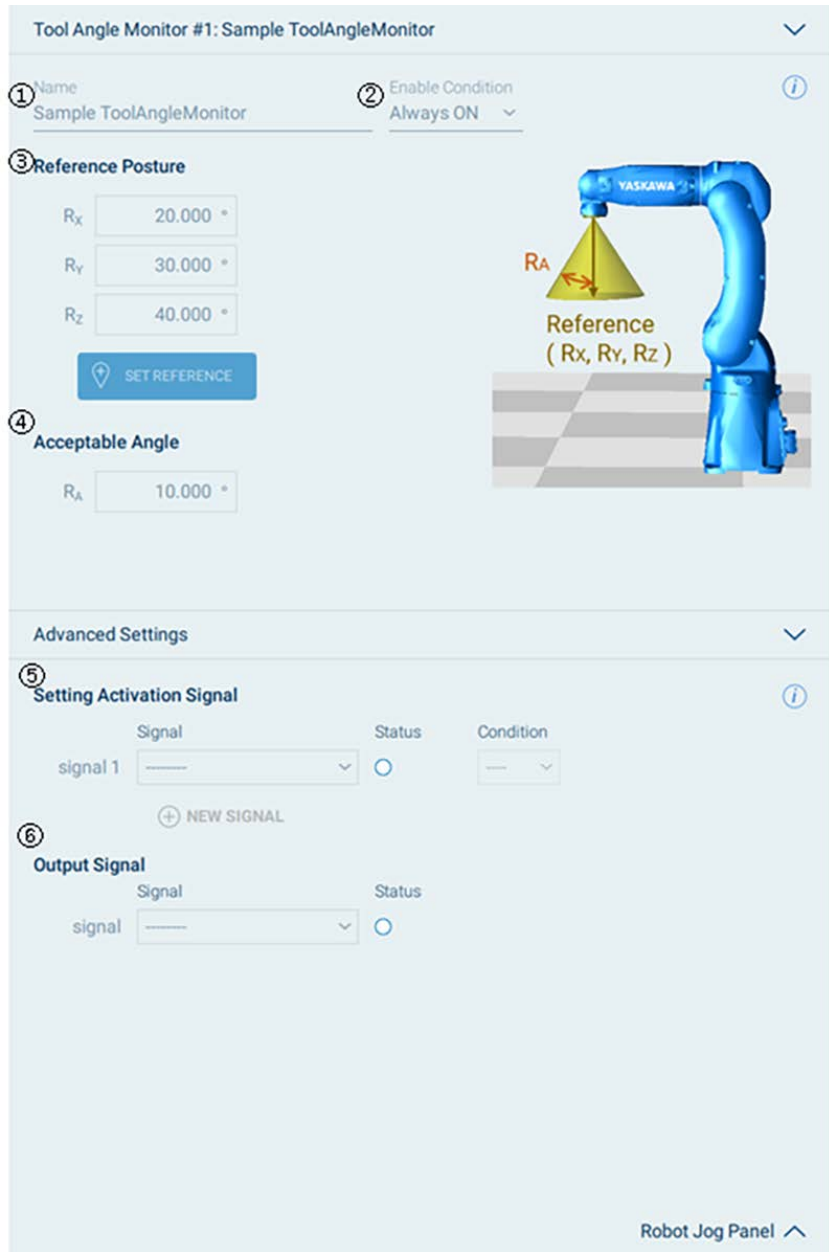 Tool Angle Monitor #1: Sample ToolAngleMonitor
① Name
Sample ToolAngleMonitor
② Enable Condition
Always ON
③ Reference Posture
RX 20.000 °
RY 30.000 °
RZ 40.000 °
SET REFERENCE
YASKAWA
RA
Reference
( RX, RY, RZ )
④
Acceptable Angle
RA 10.000 °
Advanced Settings
⑤
Setting Activation Signal
Signal Status Condition
signal 1 -------- ----
NEW SIGNAL
⑥
Output Signal
Signal Status
signal --------
Robot Jog Panel